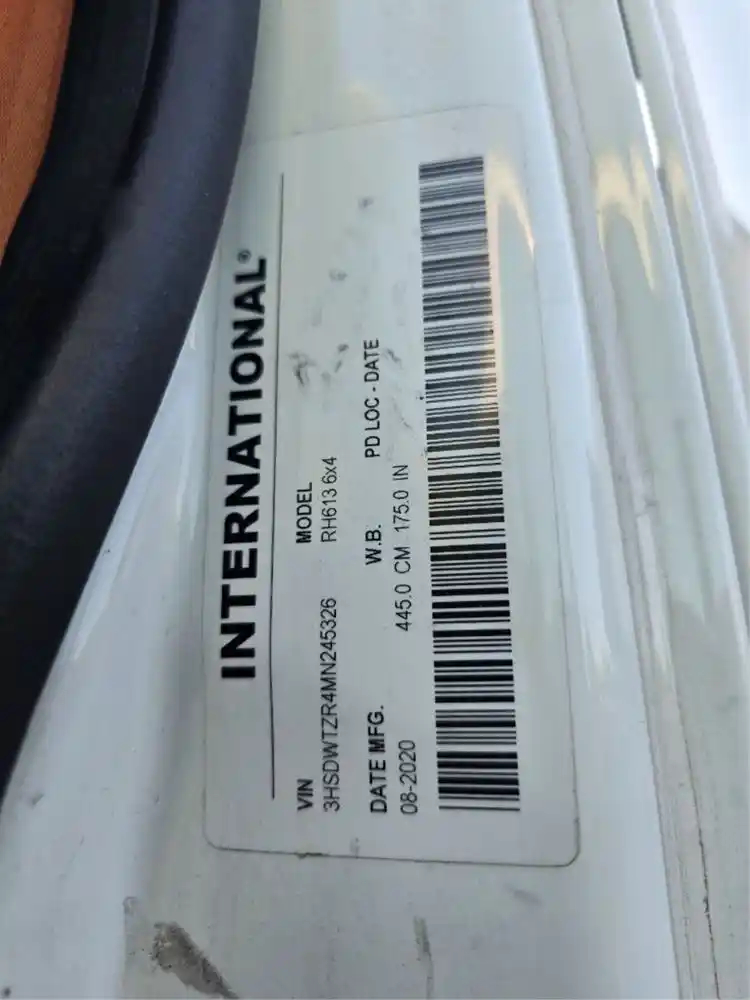 INTERNATIONAL®
VIN MODEL
3HSDWTZR4MN245326 RH613 6x4
DATE MFG. W.B. PD LOC - DATE
08-2020 445.0 CM 175.0 IN